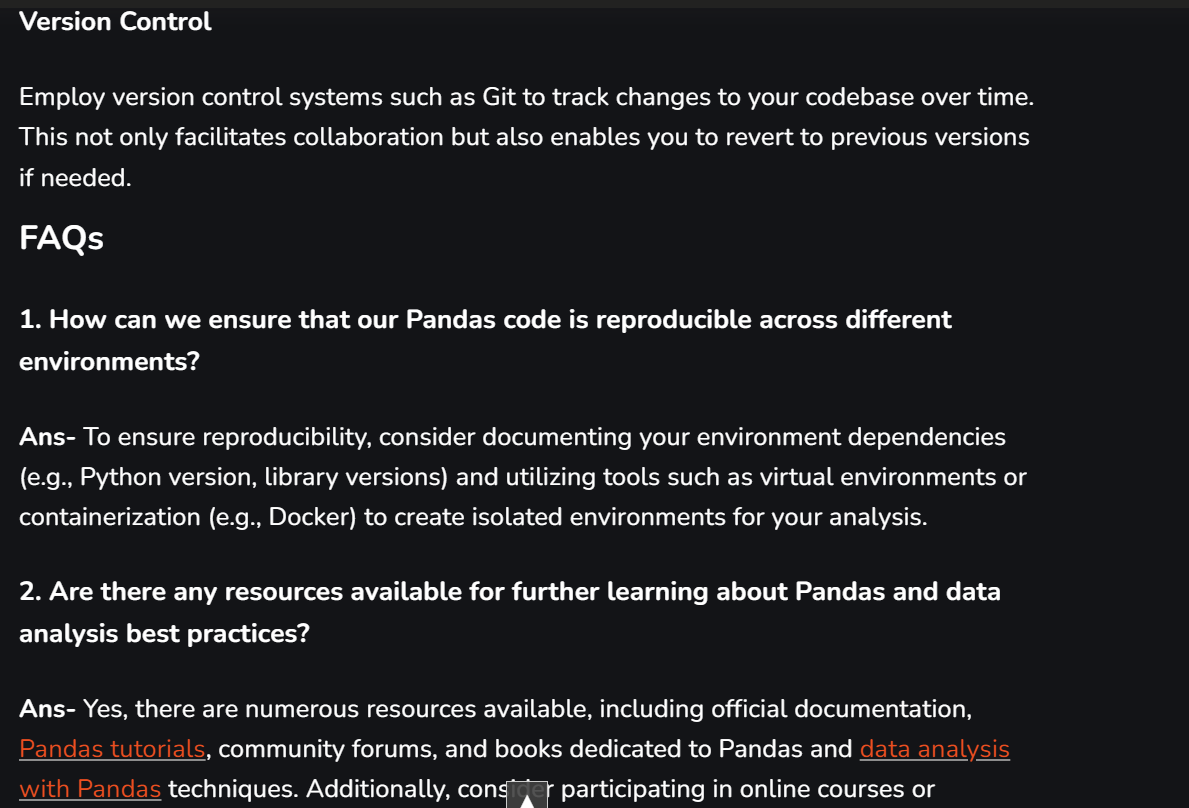 Version Control
Employ version control systems such as Git to track changes to your codebase over time.
This not only facilitates collaboration but also enables you to revert to previous versions
if needed.
FAQs
1. How can we ensure that our Pandas code is reproducible across different
environments?
Ans- To ensure reproducibility, consider documenting your environment dependencies
(e.g., Python version, library versions) and utilizing tools such as virtual environments or
containerization (e.g., Docker) to create isolated environments for your analysis.
2. Are there any resources available for further learning about Pandas and data
analysis best practices?
Ans- Yes, there are numerous resources available, including official documentation,
Pandas tutorials, community forums, and books dedicated to Pandas and data analysis
with Pandas techniques. Additionally, consider participating in online courses or